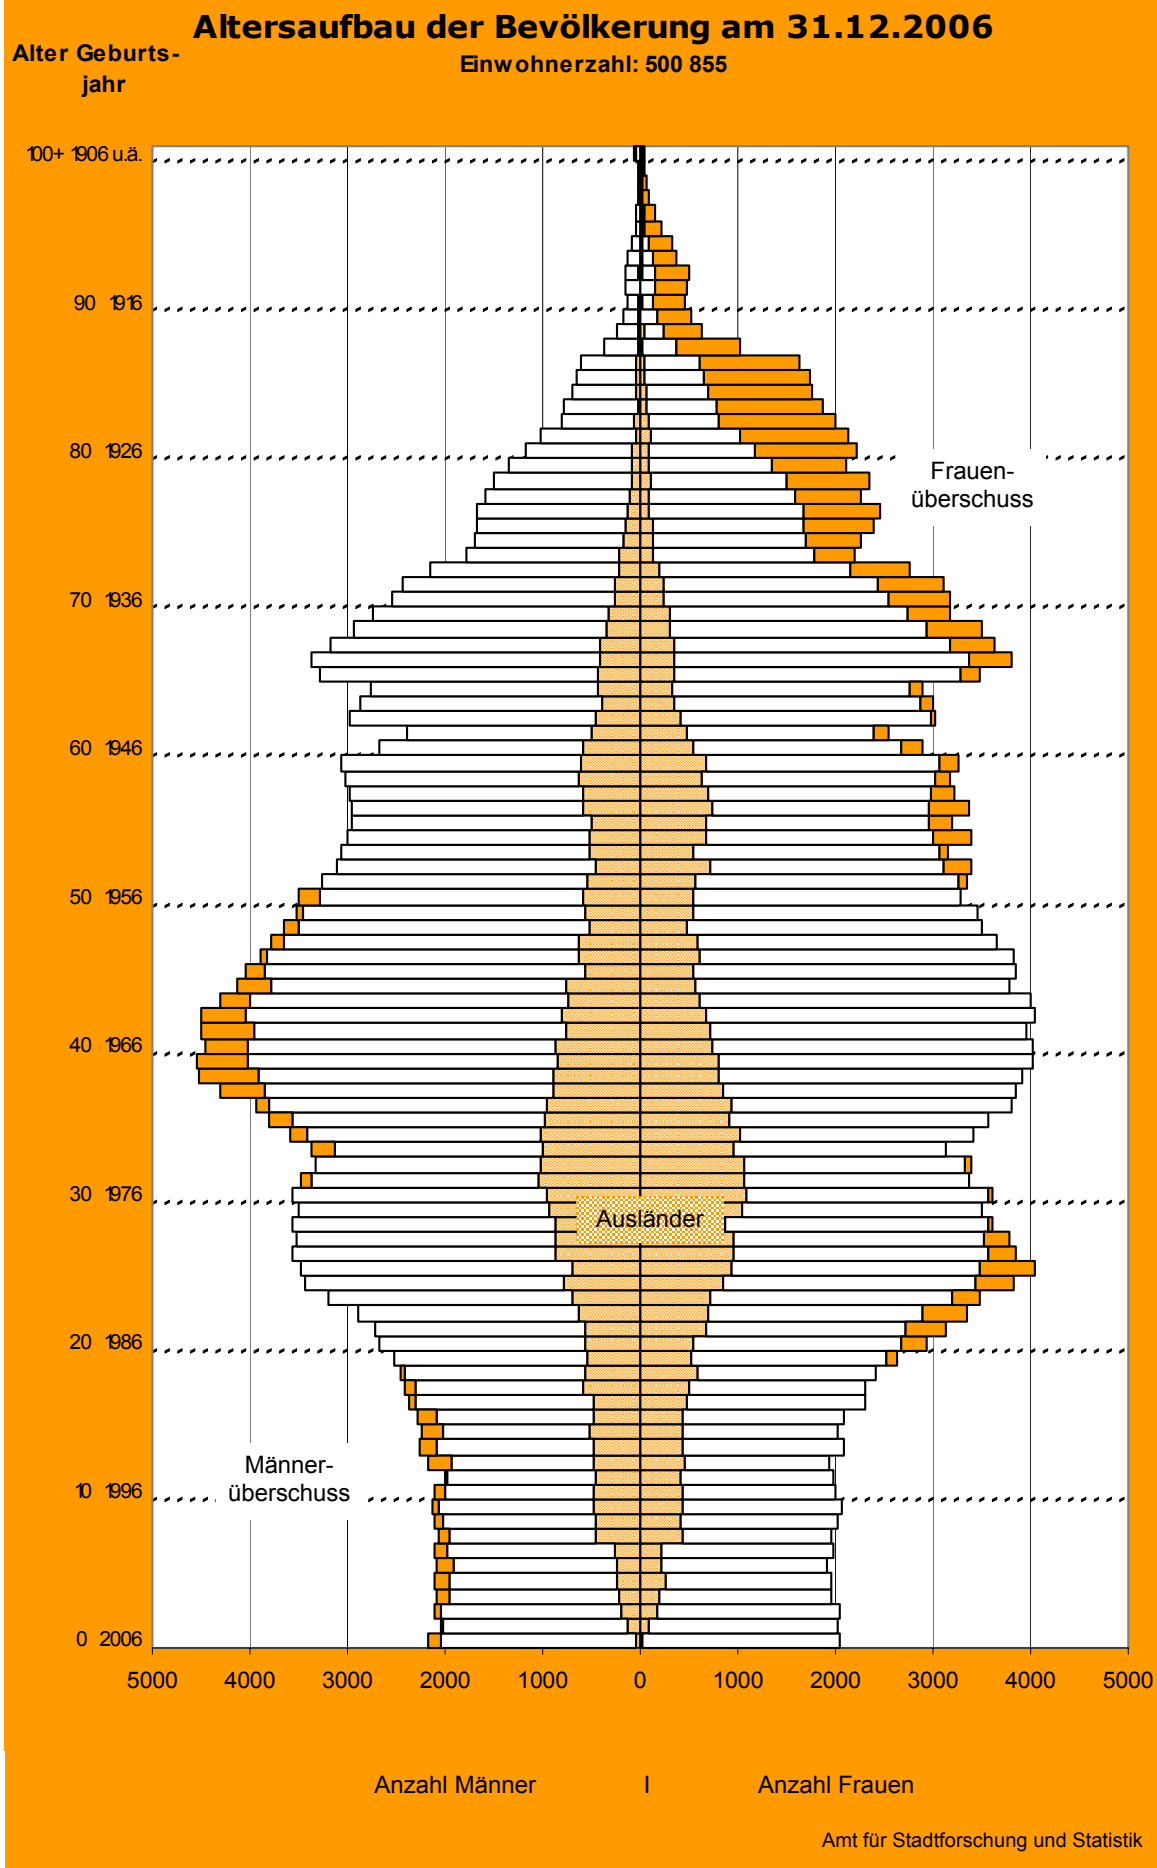 Altersaufbau der Bevölkerung am 31.12.2006
Einwohnerzahl: 500 855
Alter Geburts-
jahr
100+ 1906 u.ä.
90 1916
80 1926
Frauen-
überschuss
70 1936
60 1946
50 1956
40 1966
30 1976
Ausländer
20 1986
Männer-
überschuss
10 1996
0 2006
5000 4000 3000 2000 1000 0 1000 2000 3000 4000 5000
Anzahl Männer I Anzahl Frauen
Amt für Stadtforschung und Statistik